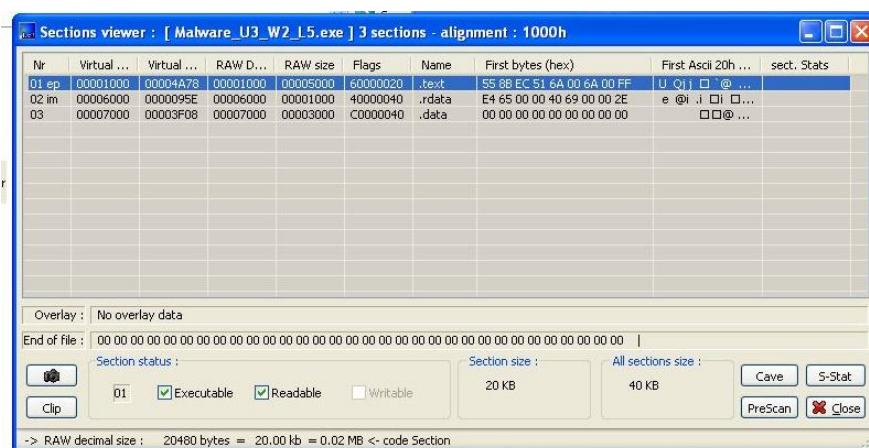 Sections viewer : [ Malware_U3_W2_L5.exe ] 3 sections - alignment : 1000h
Nr Virtual ... Virtual ... RAW D... RAW size Flags Name First bytes (hex) First Ascii 20h ... sect. Stats
01 ep 00001000 00004A78 00001000 00005000 60000020 .text 55 8B EC 51 6A 00 6A 00 FF U Qjj □ `@ ...
02 im 00006000 0000095E 00006000 00001000 40000040 .rdata E4 65 00 00 40 69 00 00 2E e @i .i □i □...
03 00007000 00003F08 00007000 00003000 C0000040 .data 00 00 00 00 00 00 00 00 00 □□@ ...
Overlay : No overlay data
End of file : 00 00 00 00 00 00 00 00 00 00 00 00 00 00 00 00 00 00 00 00 00 00 00 00 00 00 00 00 00 00 00 00 |
Section status :
01 Executable Readable Writable
Section size :
20 KB
All sections size :
40 KB
Clip
Cave S-Stat
PreScan Close
-> RAW decimal size : 20480 bytes = 20.00 kb = 0.02 MB <- code Section